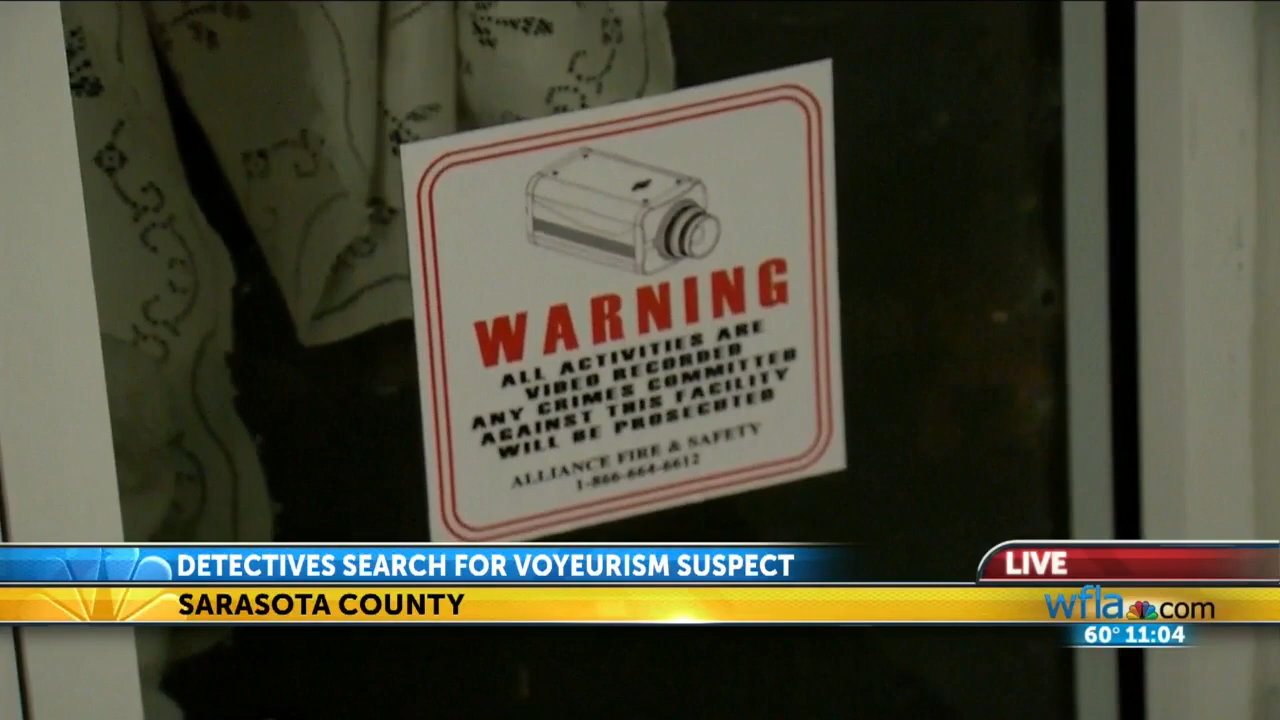 WARNING
ALL ACTIVITIES ARE
VIDEO RECORDED
ANY CRIMES COMMITTED
AGAINST THIS FACILITY
WILL BE PROSECUTED
ALLIANCE FIRE & SAFETY
1-866-664-6612
DETECTIVES SEARCH FOR VOYEURISM SUSPECT
SARASOTA COUNTY
LIVE
wfla.com
60° 11:04